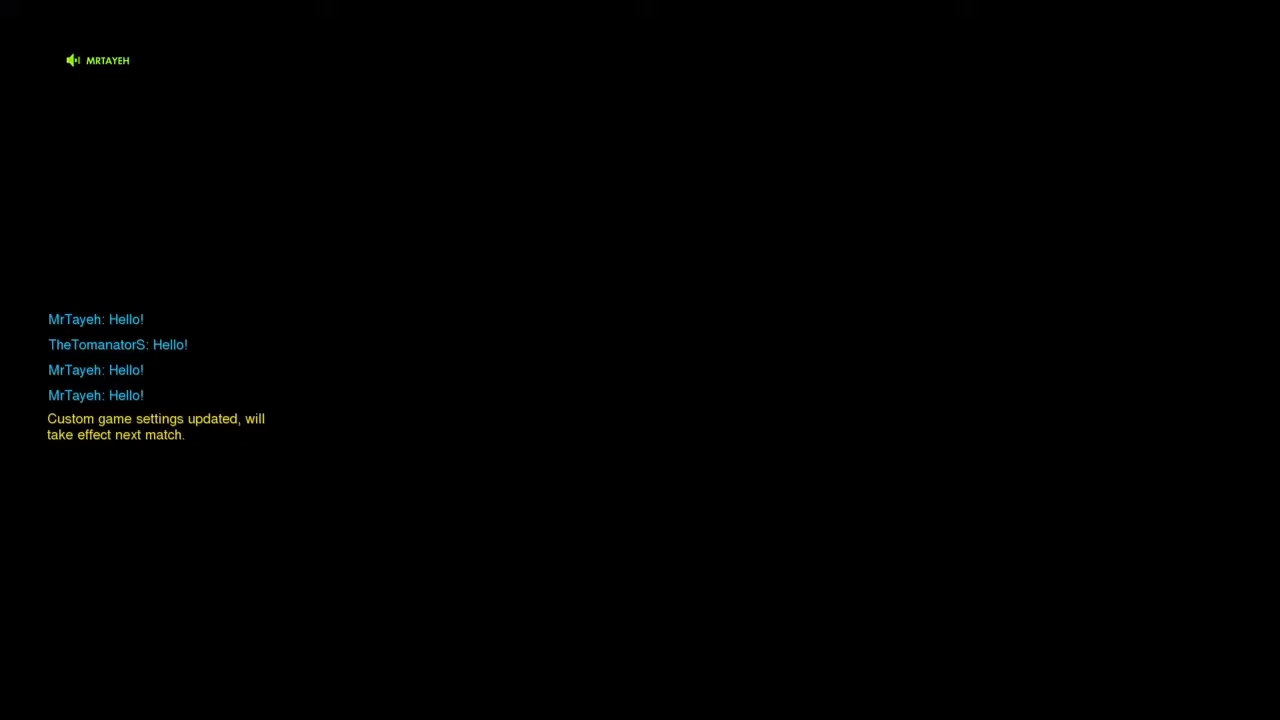 MRTAYEH
MrTayeh: Hello!
TheTomanatorS: Hello!
MrTayeh: Hello!
MrTayeh: Hello!
Custom game settings updated, will
take effect next match.